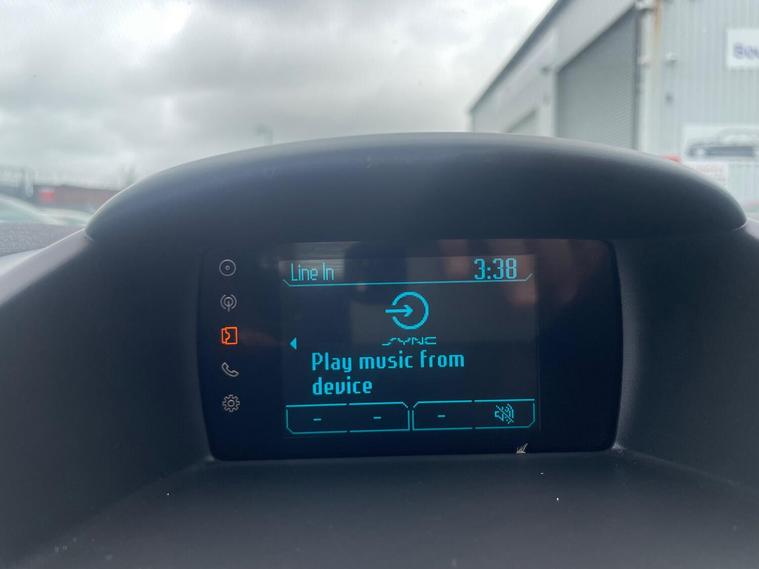 Line In 3:38
SYNC
Play music from
device
- - -